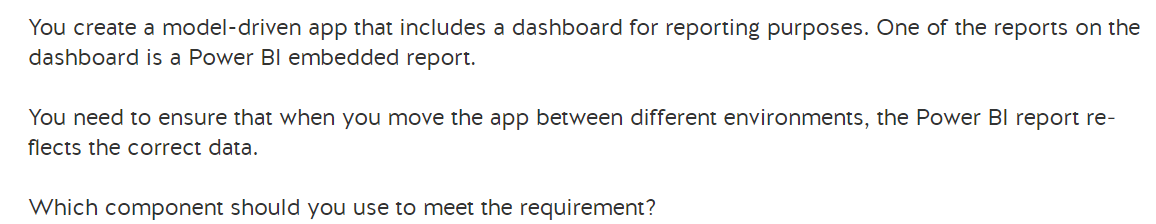 You create a model-driven app that includes a dashboard for reporting purposes. One of the reports on the
dashboard is a Power BI embedded report.
You need to ensure that when you move the app between different environments, the Power BI report re-
flects the correct data.
Which component should you use to meet the requirement?